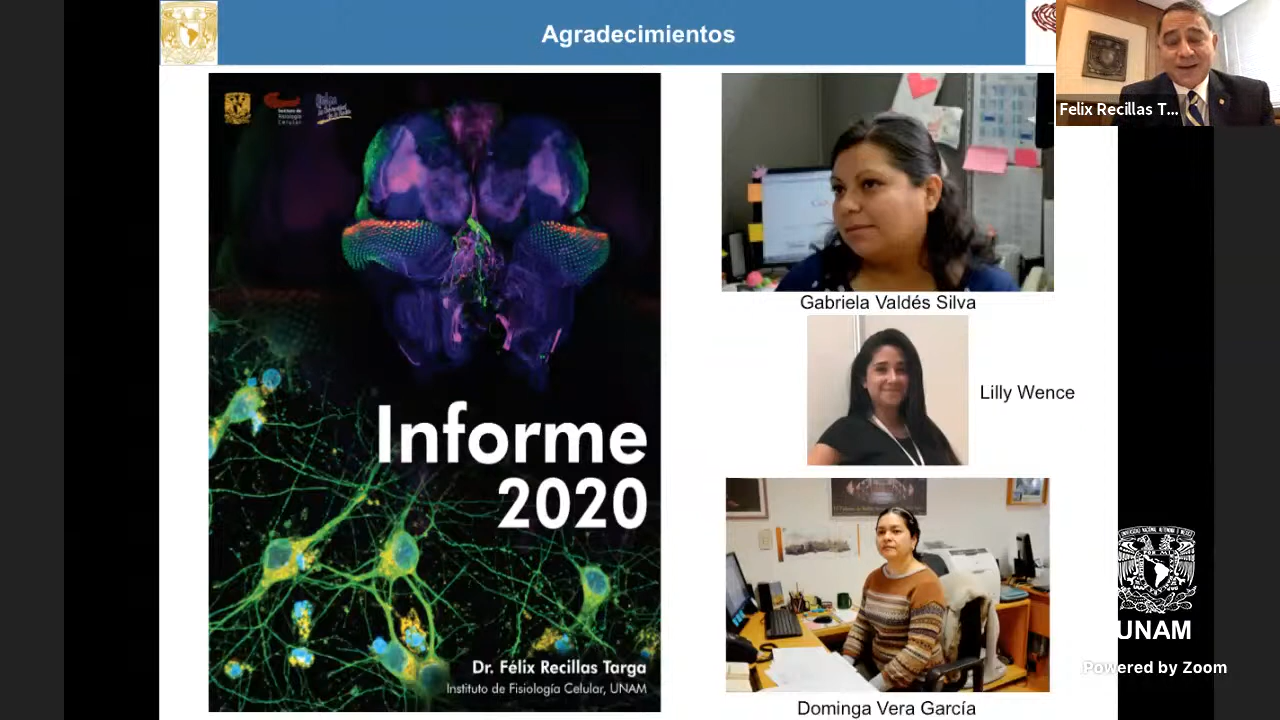 Agradecimientos
Felix Recillas T...
Gabriela Valdés Silva
Lilly Wence
Informe
2020
Dr. Félix Recillas Targa
Instituto de Fisiología Celular, UNAM
Dominga Vera García
UNAM
Powered by Zoom